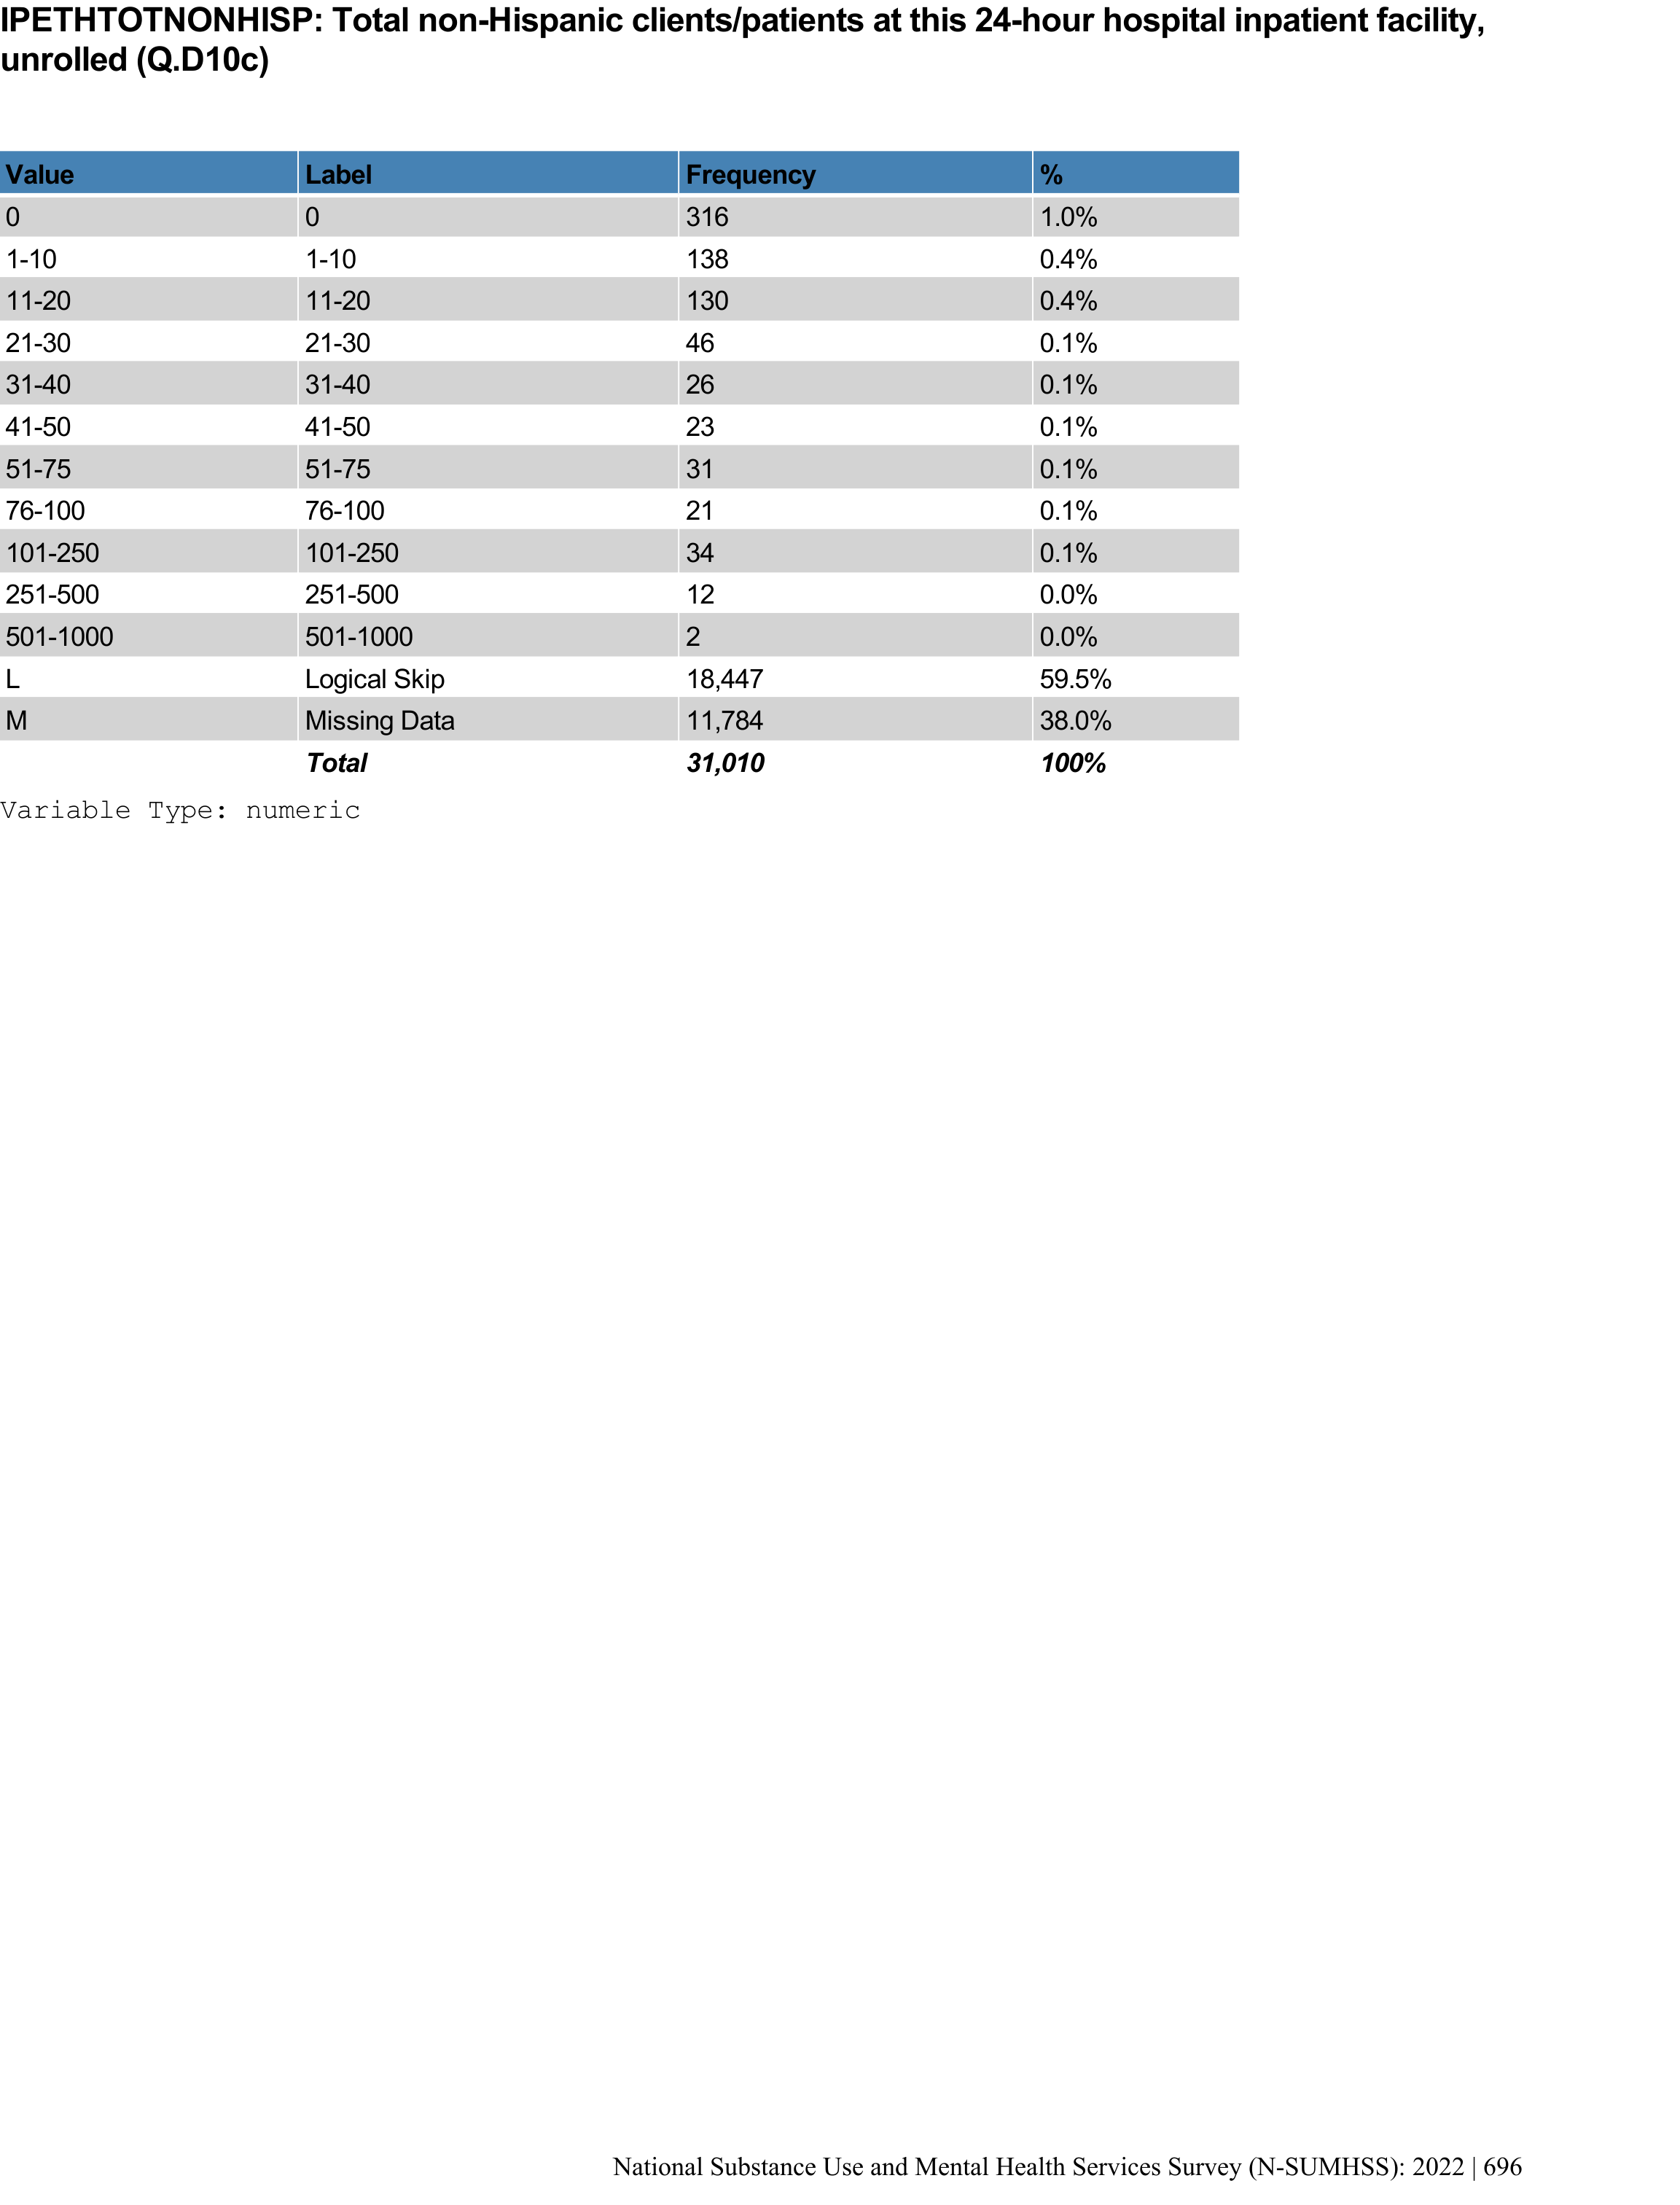 IPETHTOTNONHISP: Total non-Hispanic clients/patients at this 24-hour hospital inpatient facility,
unrolled (Q.D10c)
Value Label Frequency %
0 0 316 1.0%
1-10 1-10 138 0.4%
11-20 11-20 130 0.4%
21-30 21-30 46 0.1%
31-40 31-40 26 0.1%
41-50 41-50 23 0.1%
51-75 51-75 31 0.1%
76-100 76-100 21 0.1%
101-250 101-250 34 0.1%
251-500 251-500 12 0.0%
501-1000 501-1000 2 0.0%
L Logical Skip 18,447 59.5%
M Missing Data 11,784 38.0%
Total 31,010 100%
Variable Type: numeric
National Substance Use and Mental Health Services Survey (N-SUMHSS): 2022 | 696